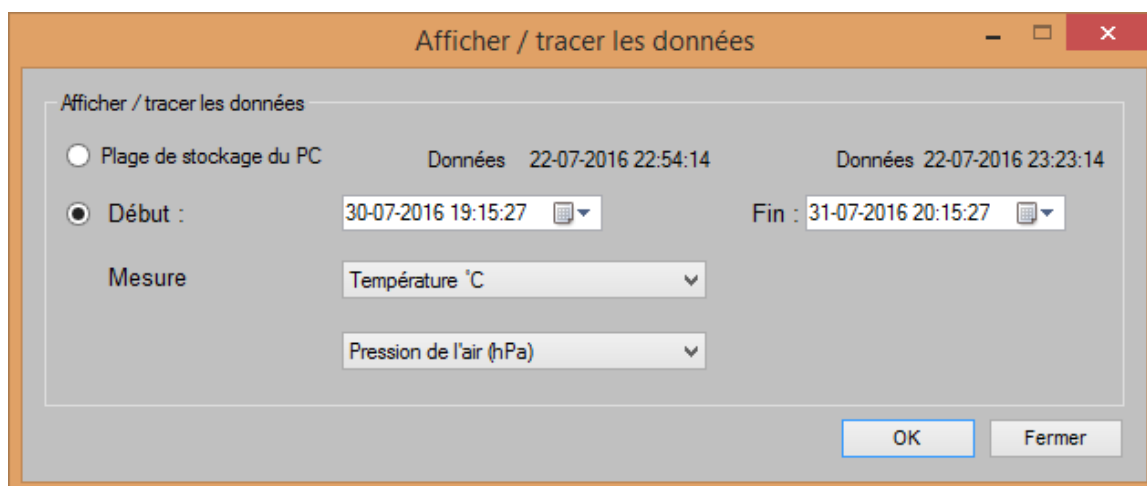 Afficher / tracer les données
Afficher / tracer les données
Plage de stockage du PC Données 22-07-2016 22:54:14 Données 22-07-2016 23:23:14
Début : 30-07-2016 19:15:27 Fin : 31-07-2016 20:15:27
Mesure Température °C
Pression de l'air (hPa)
OK Fermer